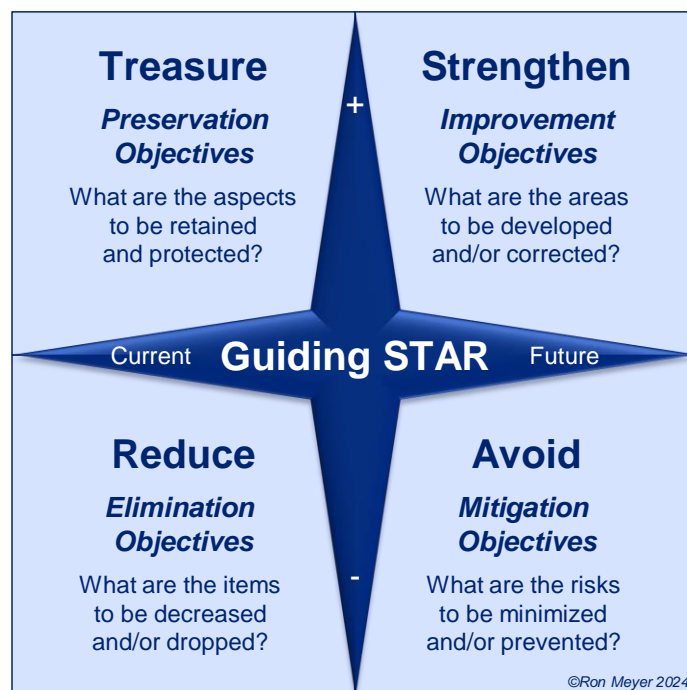 Treasure
Preservation
Objectives
What are the aspects
to be retained
and protected?
+
Strengthen
Improvement
Objectives
What are the areas
to be developed
and/or corrected?
Current
Guiding STAR
Future
Reduce
Elimination
Objectives
What are the items
to be decreased
and/or dropped?
-
Avoid
Mitigation
Objectives
What are the risks
to be minimized
and/or prevented?
©Ron Meyer 2024